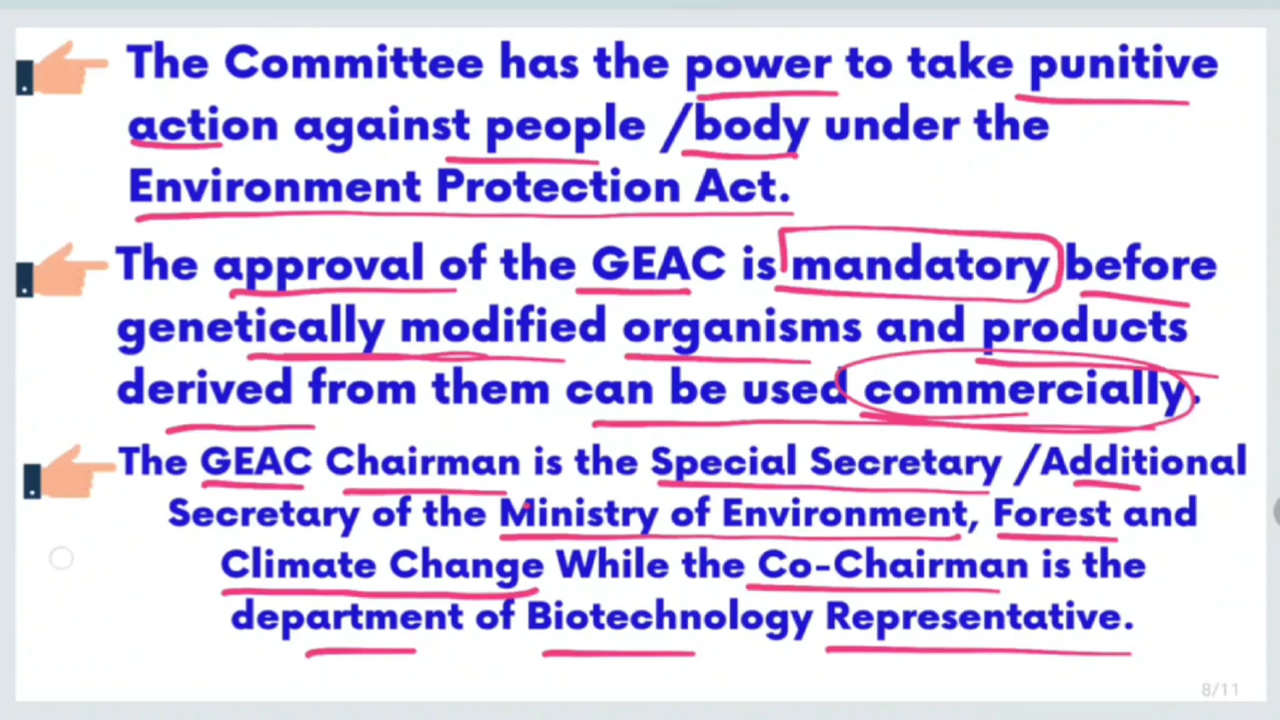 The Committee has the power to take punitive
action against people /body under the
Environment Protection Act.
The approval of the GEAC is mandatory before
genetically modified organisms and products
derived from them can be used commercially.
The GEAC Chairman is the Special Secretary /Additional
Secretary of the Ministry of Environment, Forest and
Climate Change While the Co-Chairman is the
department of Biotechnology Representative.
8/11